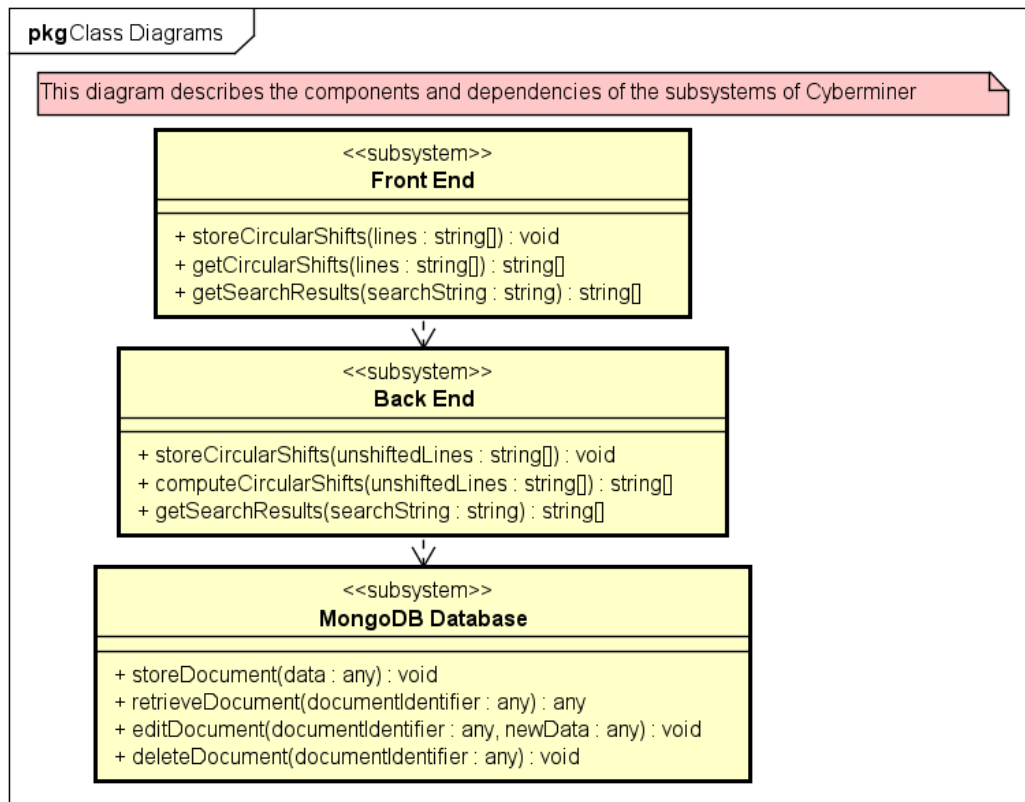 pkg Class Diagrams
This diagram describes the components and dependencies of the subsystems of Cyberminer
<<subsystem>>
Front End
+ storeCircularShifts(lines : string[]) : void
+ getCircularShifts(lines : string[]) : string[]
+ getSearchResults(searchString : string) : string[]
<<subsystem>>
Back End
+ storeCircularShifts(unshiftedLines : string[]) : void
+ computeCircularShifts(unshiftedLines : string[]) : string[]
+ getSearchResults(searchString : string) : string[]
<<subsystem>>
MongoDB Database
+ storeDocument(data : any) : void
+ retrieveDocument(documentIdentifier : any) : any
+ editDocument(documentIdentifier : any, newData : any) : void
+ deleteDocument(documentIdentifier : any) : void